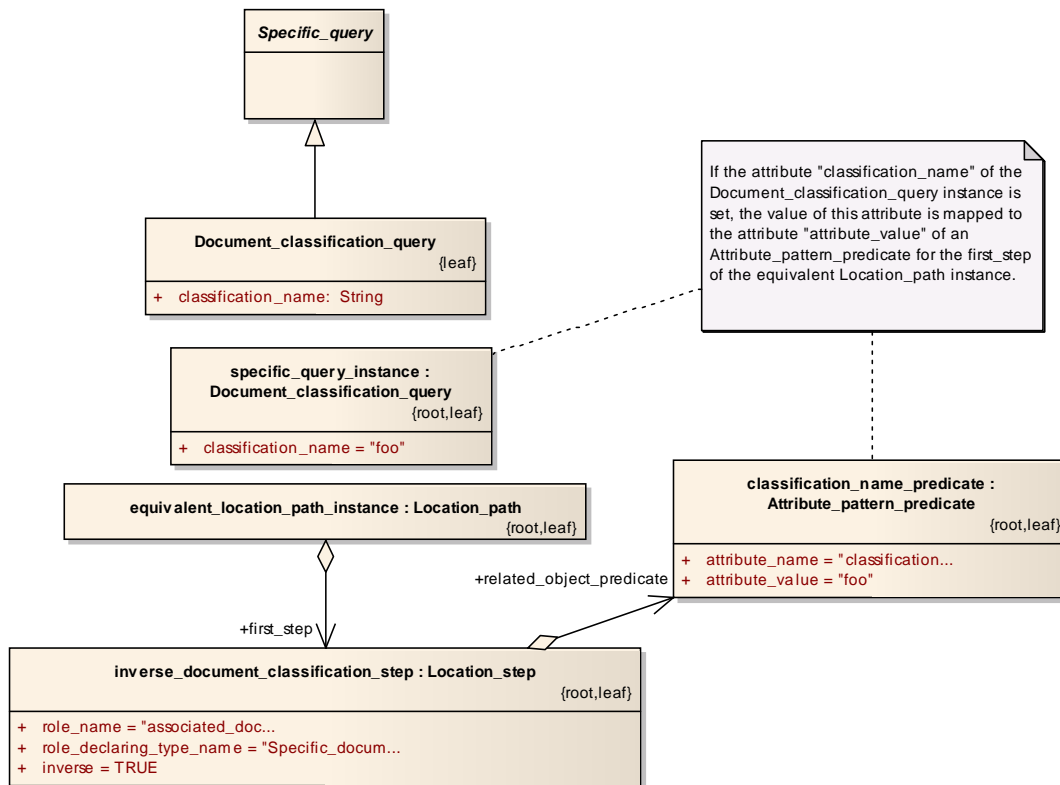 Specific_query
If the attribute "classification_name" of the
Document_classification_query instance is
set, the value of this attribute is mapped to
the attribute "attribute_value" of an
Attribute_pattern_predicate for the first_step
of the equivalent Location_path instance.
Document_classification_query
{leaf}
+ classification_name: String
specific_query_instance :
Document_classification_query
{root,leaf}
+ classification_name = "foo"
equivalent_location_path_instance : Location_path
{root,leaf}
classification_name_predicate :
Attribute_pattern_predicate
{root,leaf}
+ attribute_name = "classification...
+ attribute_value = "foo"
+related_object_predicate
+first_step
inverse_document_classification_step : Location_step
{root,leaf}
+ role_name = "associated_doc...
+ role_declaring_type_name = "Specific_docum...
+ inverse = TRUE